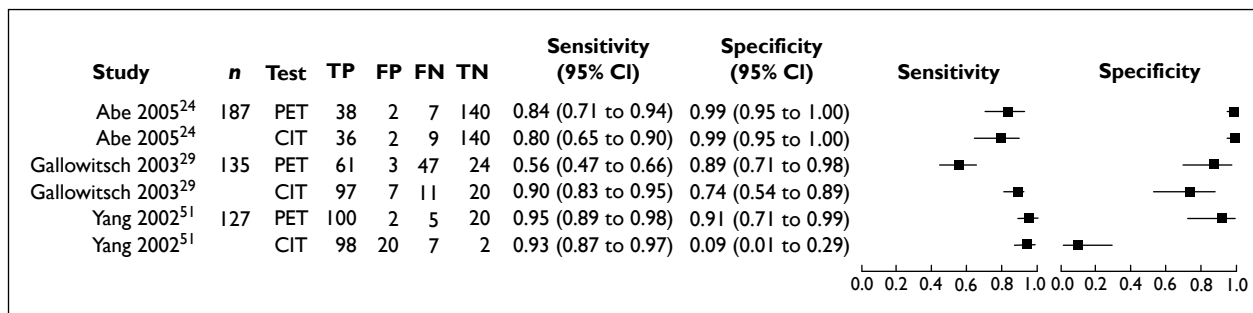 Sensitivity Specificity
Study n Test TP FP FN TN (95% CI) (95% CI) Sensitivity Specificity
Abe 2005²⁴ 187 PET 38 2 7 140 0.84 (0.71 to 0.94) 0.99 (0.95 to 1.00)
Abe 2005²⁴ CIT 36 2 9 140 0.80 (0.65 to 0.90) 0.99 (0.95 to 1.00)
Gallowitsch 2003²⁹ 135 PET 61 3 47 24 0.56 (0.47 to 0.66) 0.89 (0.71 to 0.98)
Gallowitsch 2003²⁹ CIT 97 7 11 20 0.90 (0.83 to 0.95) 0.74 (0.54 to 0.89)
Yang 2002⁵¹ 127 PET 100 2 5 20 0.95 (0.89 to 0.98) 0.91 (0.71 to 0.99)
Yang 2002⁵¹ CIT 98 20 7 2 0.93 (0.87 to 0.97) 0.09 (0.01 to 0.29)
0.0 0.2 0.4 0.6 0.8 1.0 0.0 0.2 0.4 0.6 0.8 1.0